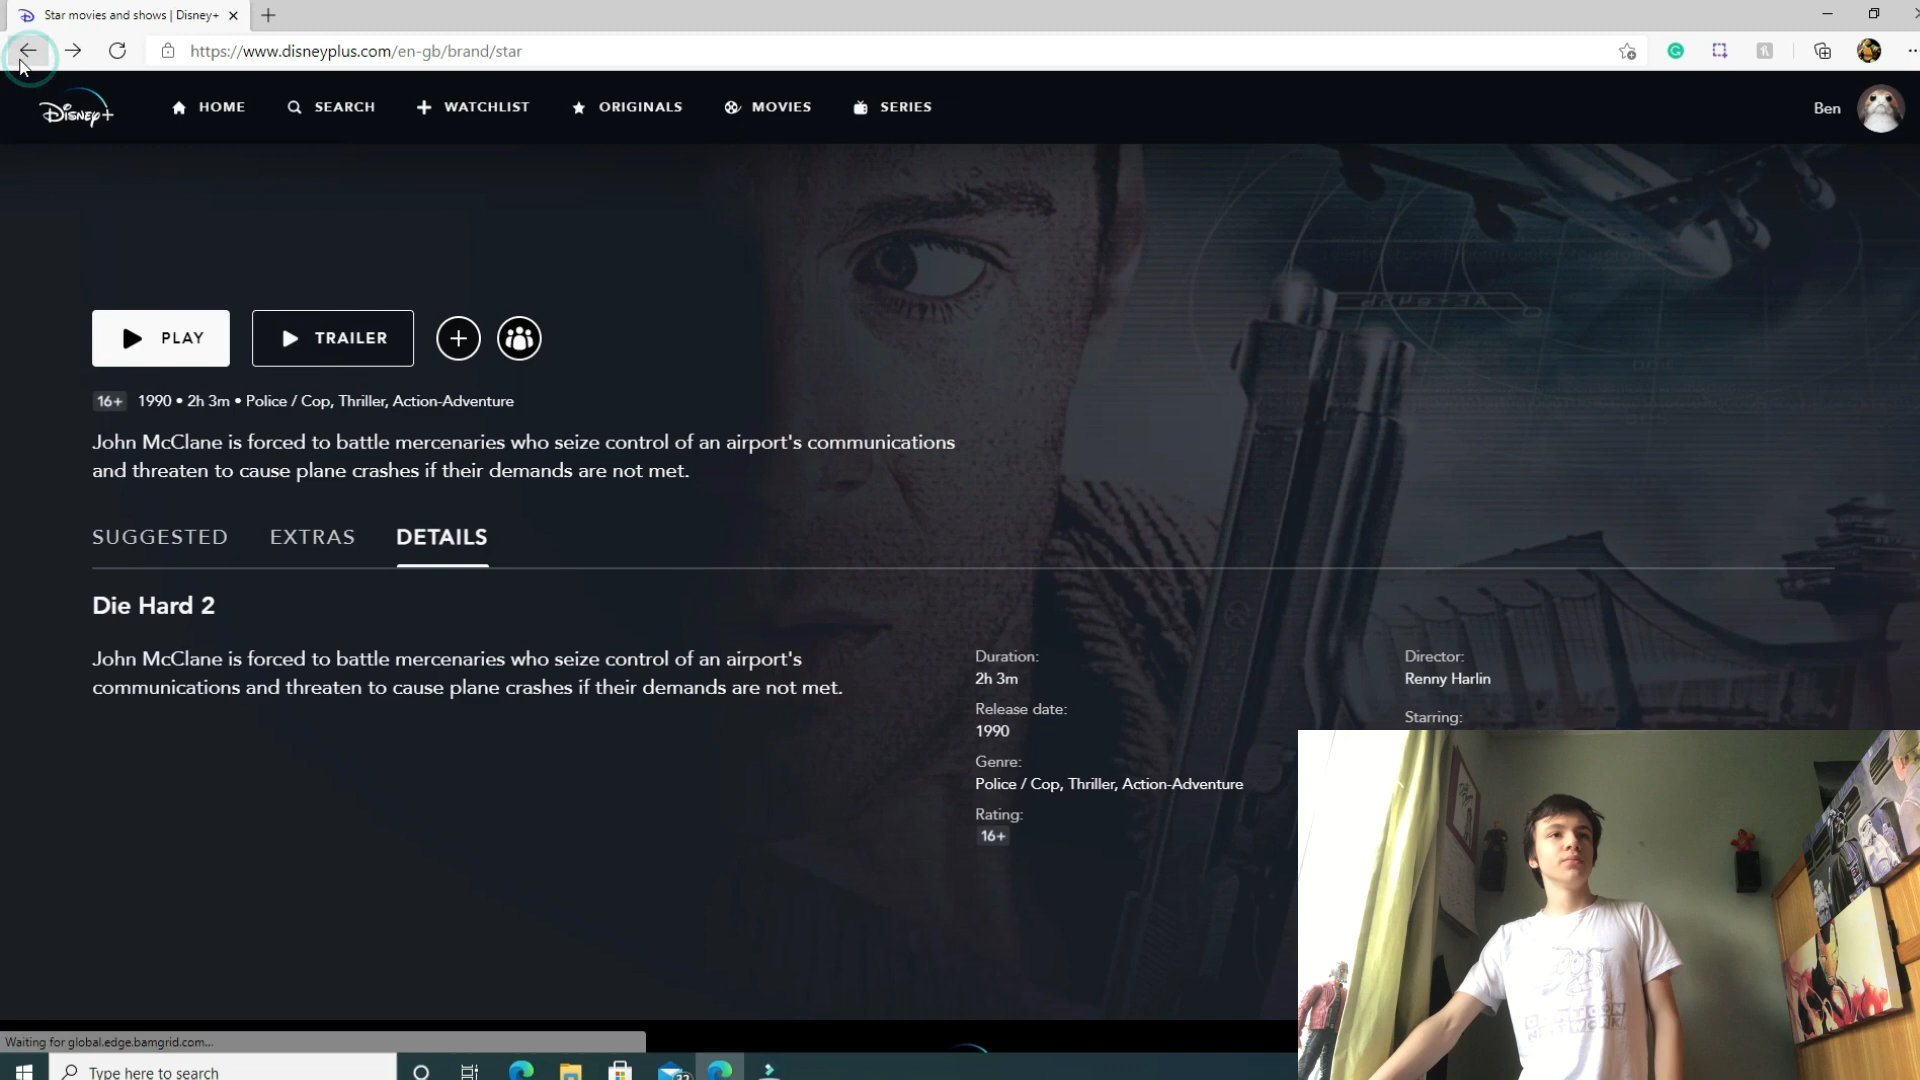 Star movies and shows | Disney+
https://www.disneyplus.com/en-gb/brand/star
Disney+
HOME
SEARCH
WATCHLIST
ORIGINALS
MOVIES
SERIES
Ben
PLAY
TRAILER
16+ 1990 • 2h 3m • Police / Cop, Thriller, Action-Adventure
John McClane is forced to battle mercenaries who seize control of an airport's communications
and threaten to cause plane crashes if their demands are not met.
SUGGESTED
EXTRAS
DETAILS
Die Hard 2
John McClane is forced to battle mercenaries who seize control of an airport's
communications and threaten to cause plane crashes if their demands are not met.
Duration:
2h 3m
Release date:
1990
Genre:
Police / Cop, Thriller, Action-Adventure
Rating:
16+
Director:
Renny Harlin
Starring:
CARTOON
NETWORK
Waiting for global.edge.bamgrid.com...
Type here to search